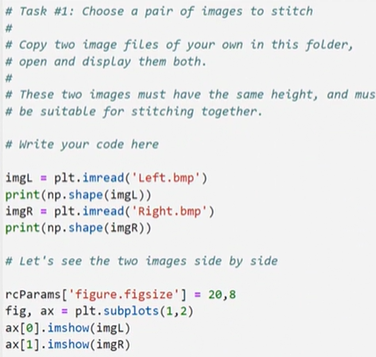 # Task #1: Choose a pair of images to stitch
#
# Copy two image files of your own in this folder,
# open and display them both.
#
# These two images must have the same height, and mus
# be suitable for stitching together.
# Write your code here
imgL = plt.imread('Left.bmp')
print(np.shape(imgL))
imgR = plt.imread('Right.bmp')
print(np.shape(imgR))
# Let's see the two images side by side
rcParams['figure.figsize'] = 20,8
fig, ax = plt.subplots(1,2)
ax[0].imshow(imgL)
ax[1].imshow(imgR)